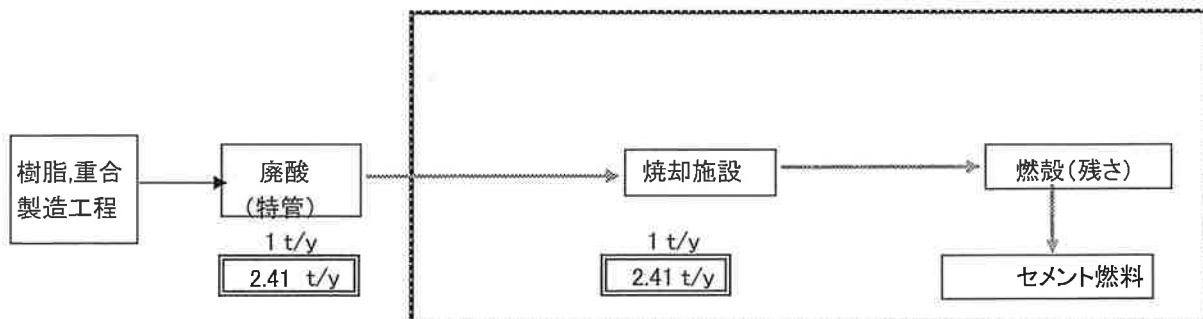 樹脂,重合
製造工程
廃酸
(特管)
1 t/y
2.41 t/y
焼却施設
1 t/y
2.41 t/y
燃殻(残さ)
セメント燃料